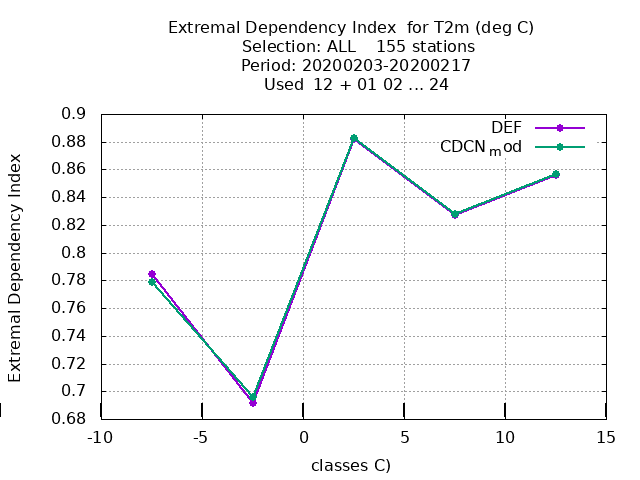 Extremal Dependency Index for T2m (deg C)
Selection: ALL 155 stations
Period: 20200203-20200217
Used 12 + 01 02 ... 24
DEF
CDCN_mod
Extremal Dependency Index
0.9
0.88
0.86
0.84
0.82
0.8
0.78
0.76
0.74
0.72
0.7
0.68
-10 -5 0 5 10 15
classes C)